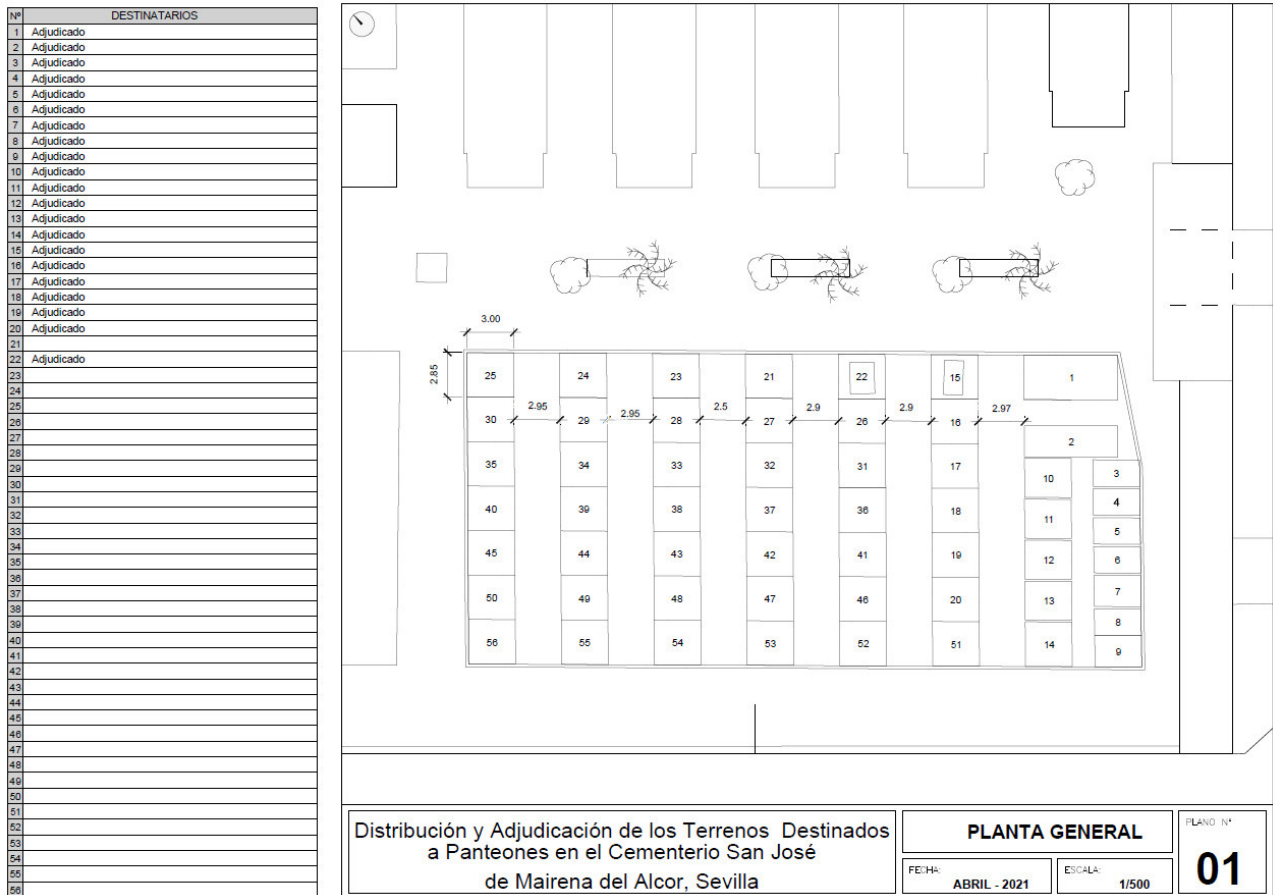 Nº DESTINATARIOS
1 Adjudicado
2 Adjudicado
3 Adjudicado
4 Adjudicado
5 Adjudicado
6 Adjudicado
7 Adjudicado
8 Adjudicado
9 Adjudicado
10 Adjudicado
11 Adjudicado
12 Adjudicado
13 Adjudicado
14 Adjudicado
15 Adjudicado
16 Adjudicado
17 Adjudicado
18 Adjudicado
19 Adjudicado
20 Adjudicado
21
22 Adjudicado
23
24
25
26
27
28
29
30
31
32
33
34
35
36
37
38
39
40
41
42
43
44
45
46
47
48
49
50
51
52
53
54
55
56
3.00
2.85
25 24 23 21 22 15 1
2.95 2.95 2.5 2.9 2.9 2.97
30 29 28 27 26 16 2
35 34 33 32 31 17 10 3
4
40 39 38 37 36 18 11 5
45 44 43 42 41 19 12 6
50 49 48 47 46 20 13 7
8
56 55 54 53 52 51 14 9
Distribución y Adjudicación de los Terrenos Destinados
a Panteones en el Cementerio San José
de Mairena del Alcor, Sevilla
PLANTA GENERAL
FECHA: ABRIL - 2021
ESCALA: 1/500
PLANO Nº
01